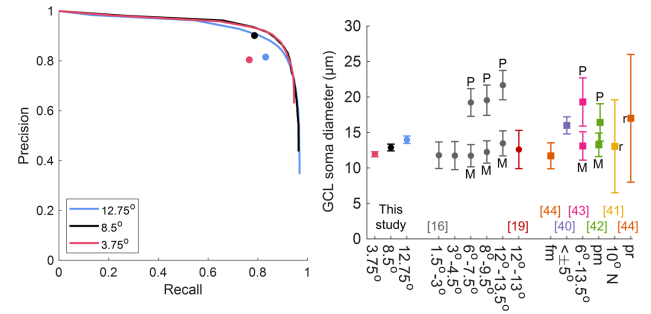 1
0.8
0.6
0.4
0.2
0
Precision
0 0.2 0.4 0.6 0.8 1
Recall
12.75°
8.5°
3.75°
GCL soma diameter (μm)
30
25
20
15
10
5
0
P P P P P
M M M M M
r r
This
study
[16]
[19]
[44] [43] [41]
[40] [42] [44]
3.75°
8.5°
12.75°
1.5°-3°
3°-4.5°
6°-7.5°
8°-9.5°
12°-13.5°
12°-13°
fm
<±5°
6°-13.5°
pm
10° N
pr